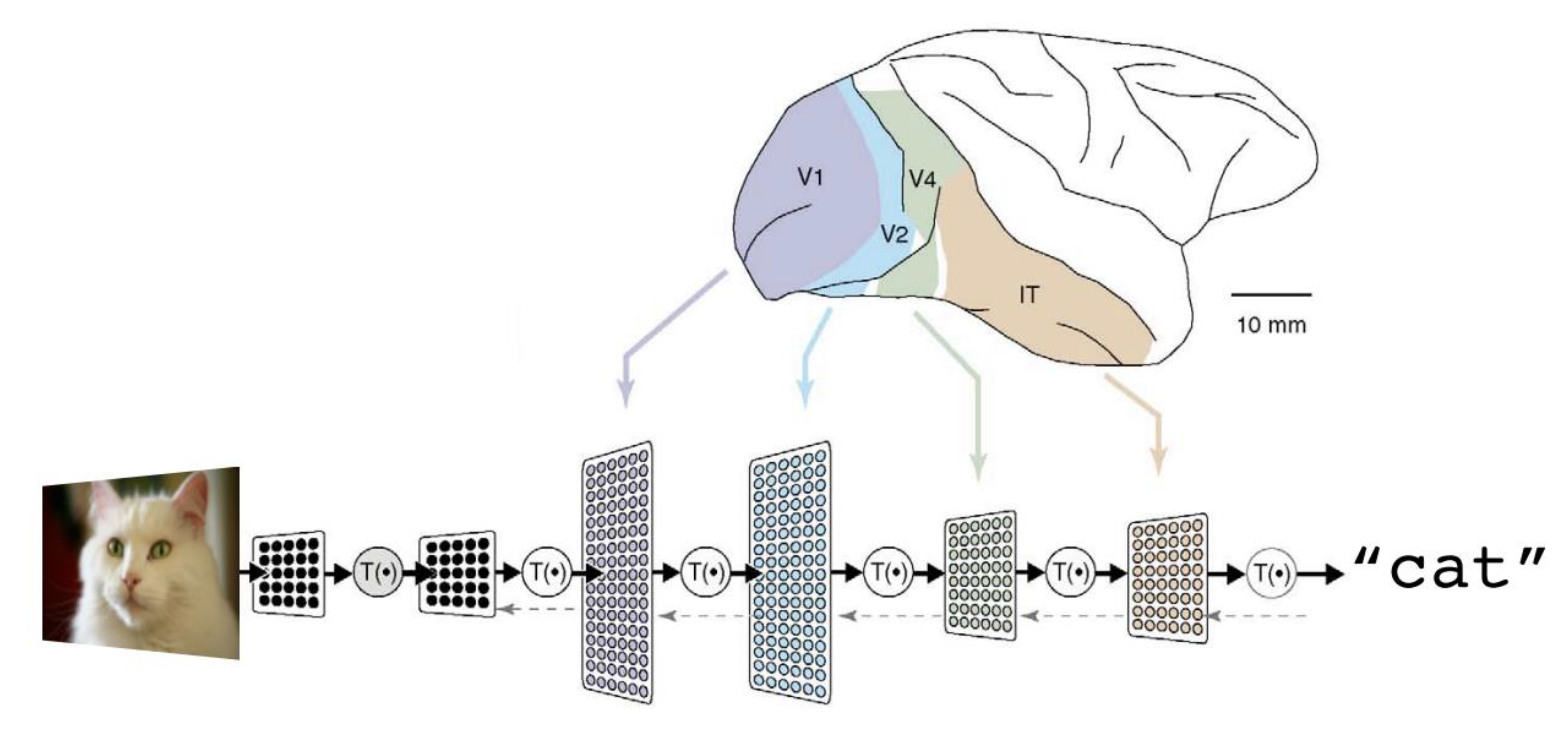 V1
V4
V2
IT
10 mm
T(•) T(•) T(•) T(•) T(•) T(•) “cat”